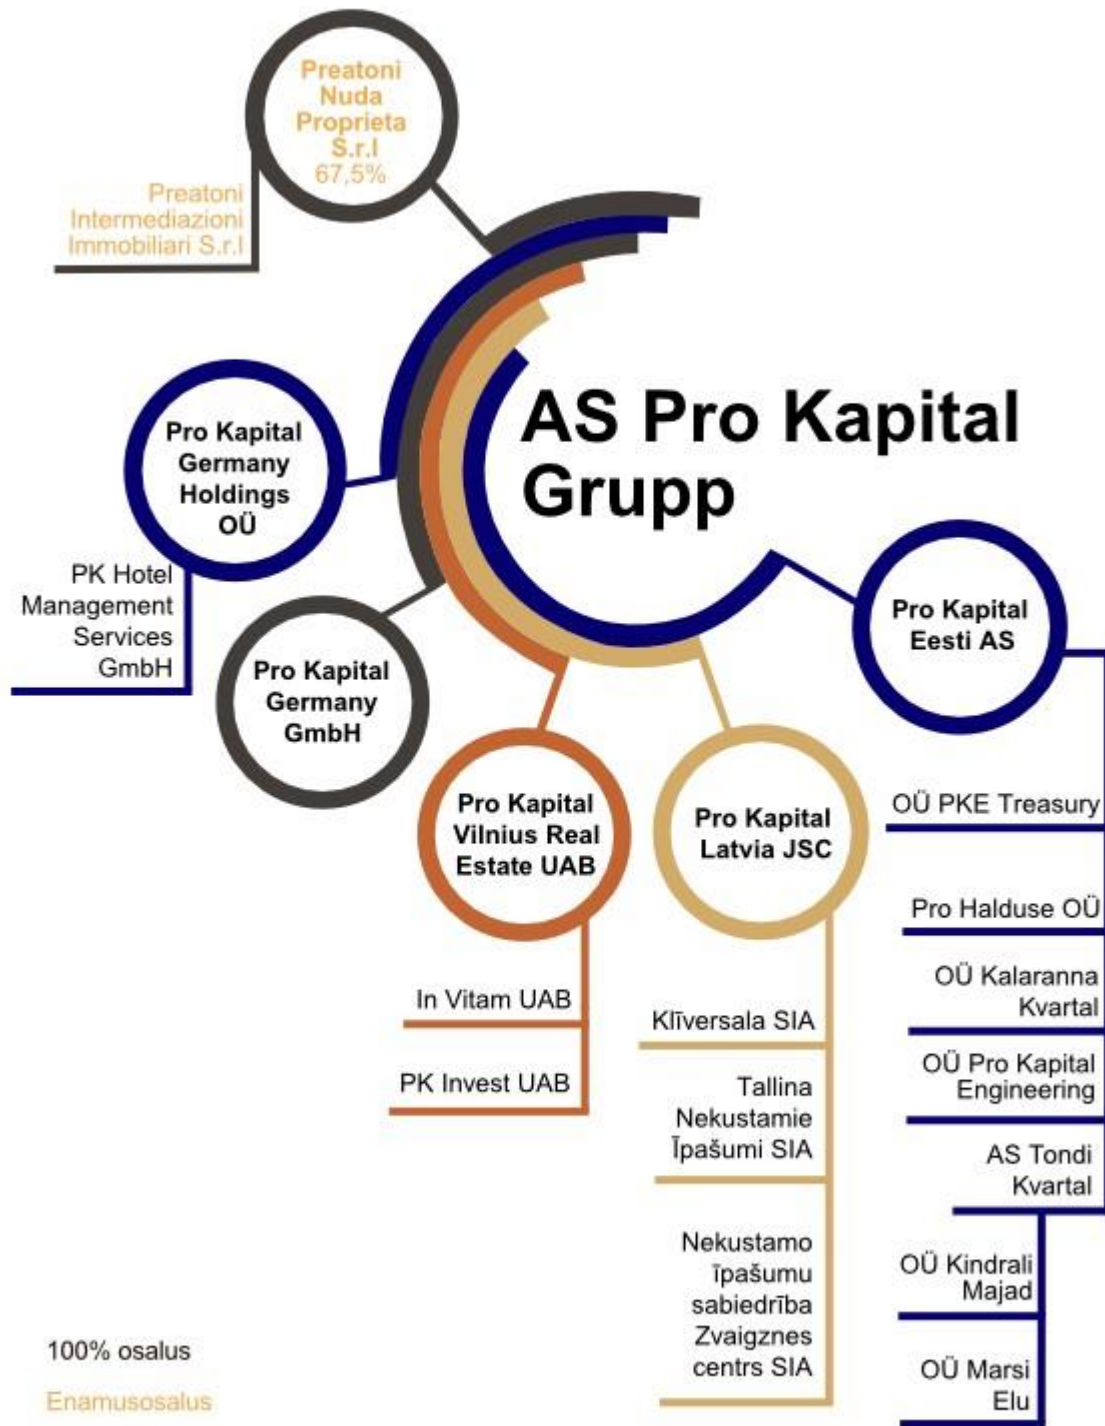 Preatoni
Nuda
Proprieta
S.r.l
67,5%
Preatoni
Intermediazioni
Immobiliari S.r.l
AS Pro Kapital
Grupp
Pro Kapital
Germany
Holdings
OÜ
PK Hotel
Management
Services
GmbH
Pro Kapital
Germany
GmbH
Pro Kapital
Vilnius Real
Estate UAB
In Vitam UAB
PK Invest UAB
Pro Kapital
Latvia JSC
Klīversala SIA
Tallina
Nekustamie
Īpašumi SIA
Nekustamo
īpašumu
sabiedrība
Zvaigznes
centrs SIA
Pro Kapital
Eesti AS
OÜ PKE Treasury
Pro Halduse OÜ
OÜ Kalaranna
Kvartal
OÜ Pro Kapital
Engineering
AS Tondi
Kvartal
OÜ Kindrali
Majad
OÜ Marsi
Elu
100% osalus
Enamusosalus